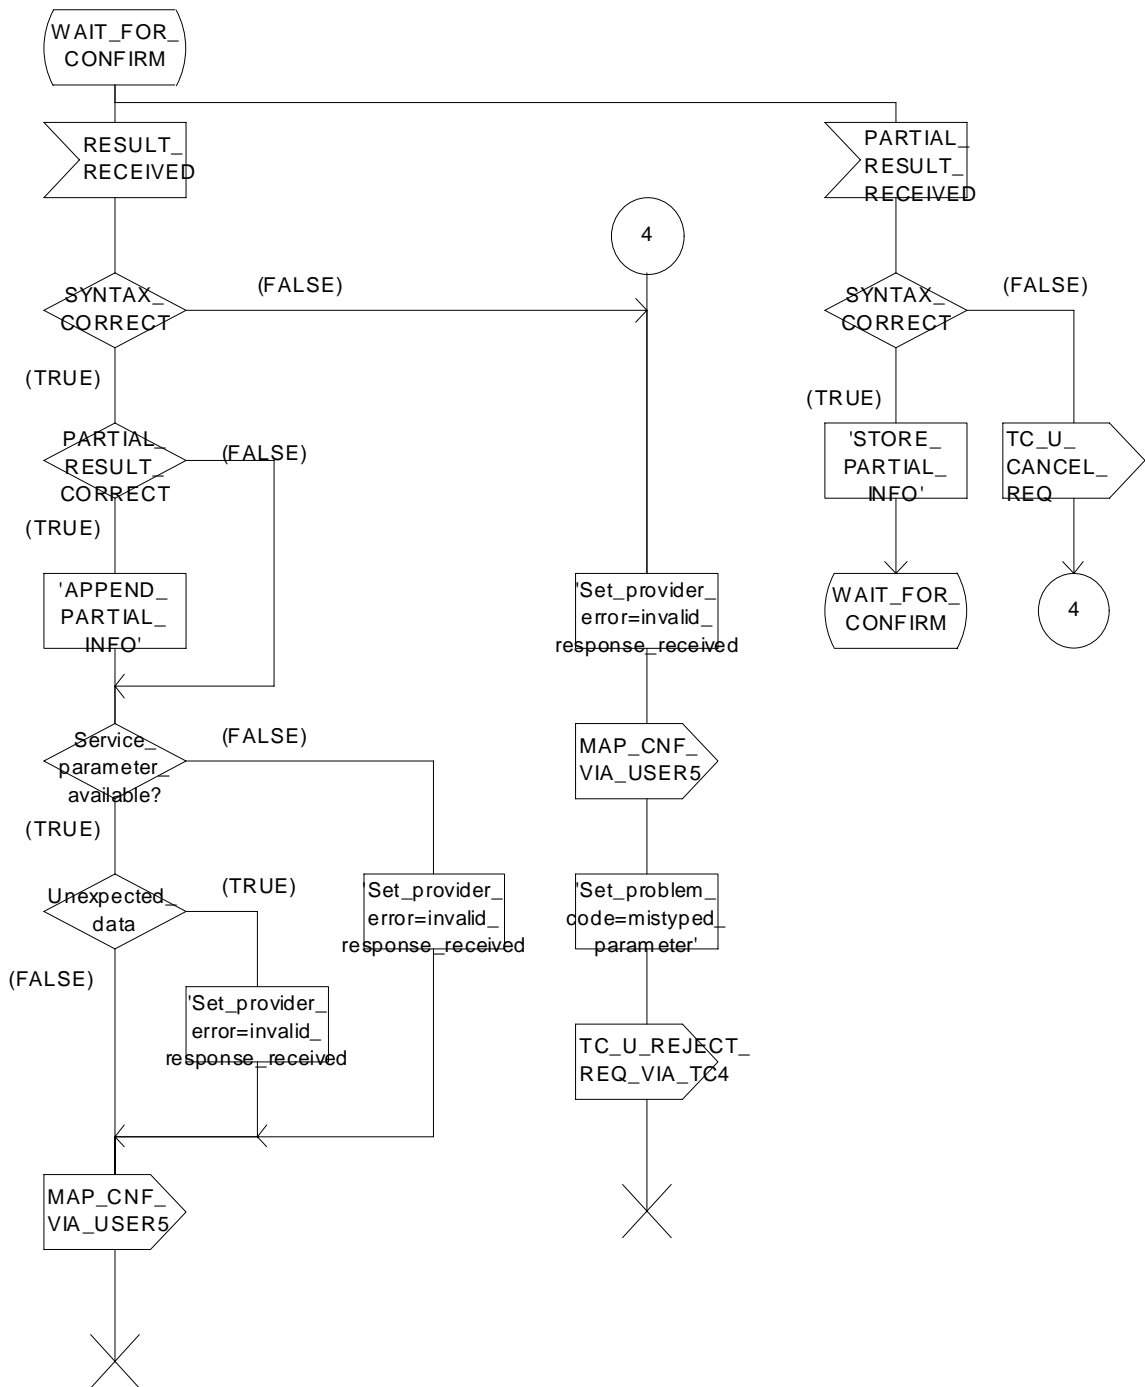 WAIT_FOR_
CONFIRM
RESULT_
RECEIVED
PARTIAL_
RESULT_
RECEIVED
4
SYNTAX_
CORRECT
(FALSE)
SYNTAX_
CORRECT
(FALSE)
(TRUE)
(TRUE)
PARTIAL_
RESULT_
CORRECT
(FALSE)
'STORE_
PARTIAL_
INFO'
TC_U_
CANCEL_
REQ
(TRUE)
'APPEND_
PARTIAL_
INFO'
'Set_provider_
error=invalid_
response_received
WAIT_FOR_
CONFIRM
4
Service_
parameter_
available?
(FALSE)
MAP_CNF_
VIA_USER5
(TRUE)
Unexpected_
data
(TRUE)
'Set_provider_
error=invalid_
response_received
'Set_problem_
code=mistyped_
parameter'
(FALSE)
'Set_provider_
error=invalid_
response_received
TC_U_REJECT_
REQ_VIA_TC4
MAP_CNF_
VIA_USER5